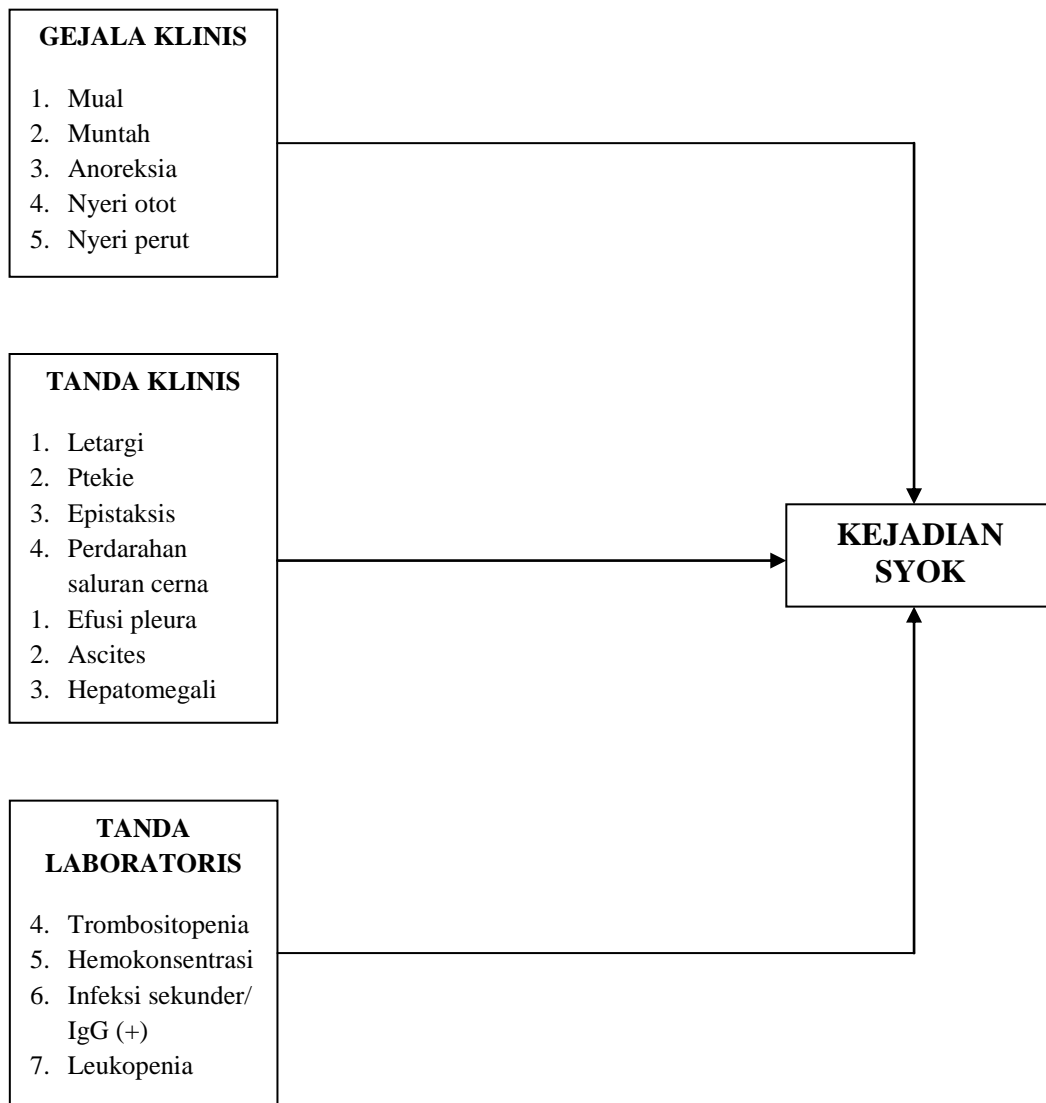 GEJALA KLINIS
1. Mual
2. Muntah
3. Anoreksia
4. Nyeri otot
5. Nyeri perut
TANDA KLINIS
1. Letargi
2. Ptekie
3. Epistaksis
4. Perdarahan
saluran cerna
1. Efusi pleura
2. Ascites
3. Hepatomegali
KEJADIAN
SYOK
TANDA
LABORATORIS
4. Trombositopenia
5. Hemokonsentrasi
6. Infeksi sekunder/
IgG (+)
7. Leukopenia